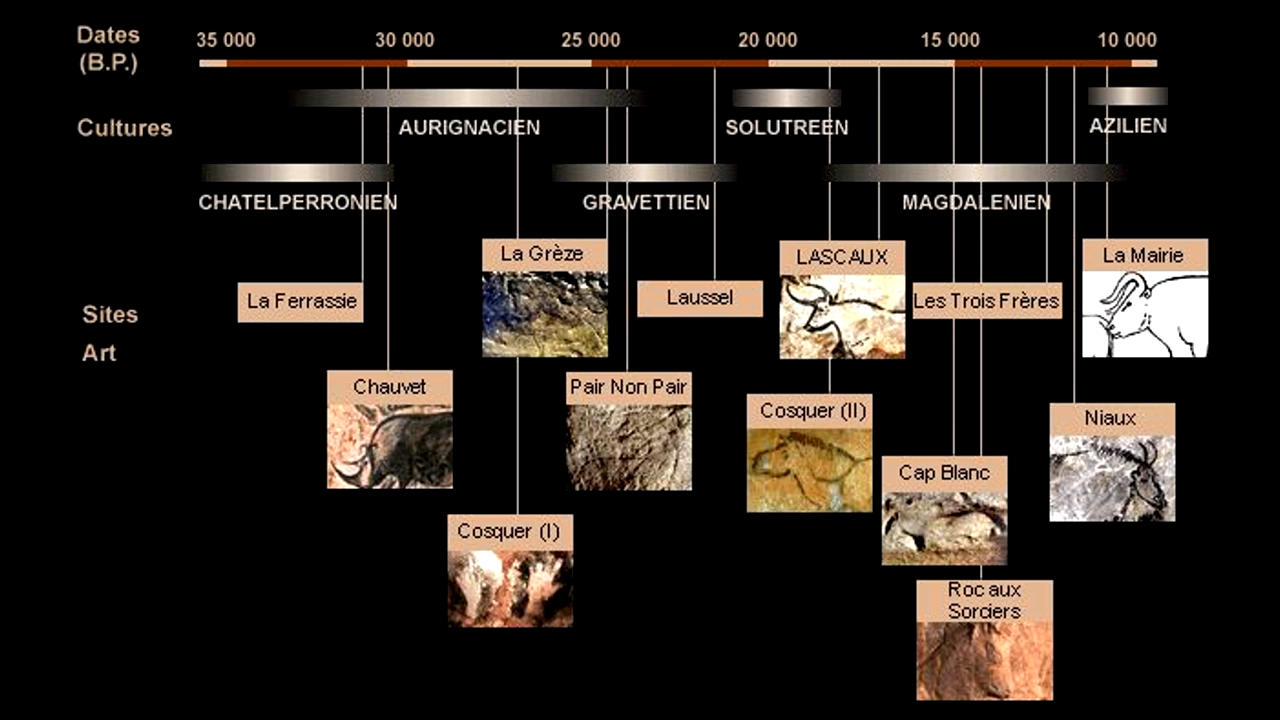 Dates
(B.P.)
35 000 30 000 25 000 20 000 15 000 10 000
Cultures
AURIGNACIEN SOLUTREEN AZILIEN
CHATELPERRONIEN GRAVETTIEN MAGDALENIEN
La Grèze LASCAUX La Mairie
La Ferrassie Laussel Les Trois Frères
Sites
Art
Chauvet Pair Non Pair Cosquer (II) Niaux
Cap Blanc
Cosquer (I)
Roc aux
Sorciers